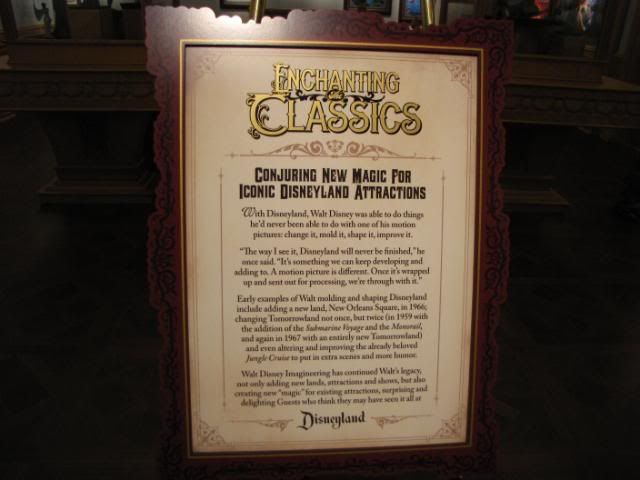 Enchanting
the
Classics
Conjuring New Magic For
Iconic Disneyland Attractions
With Disneyland, Walt Disney was able to do things
he'd never been able to do with one of his motion
pictures: change it, mold it, shape it, improve it.
"The way I see it, Disneyland will never be finished," he
once said. "It's something we can keep developing and
adding to. A motion picture is different. Once it's wrapped
up and sent out for processing, we're through with it."
Early examples of Walt molding and shaping Disneyland
include adding a new land, New Orleans Square, in 1966;
changing Tomorrowland not once, but twice (in 1959 with
the addition of the Submarine Voyage and the Monorail,
and again in 1967 with an entirely new Tomorrowland)
and even altering and improving the already beloved
Jungle Cruise to put in extra scenes and more humor.
Walt Disney Imagineering has continued Walt's legacy,
not only adding new lands, attractions and shows, but also
creating new "magic" for existing attractions, surprising and
delighting Guests who think they may have seen it all at
Disneyland